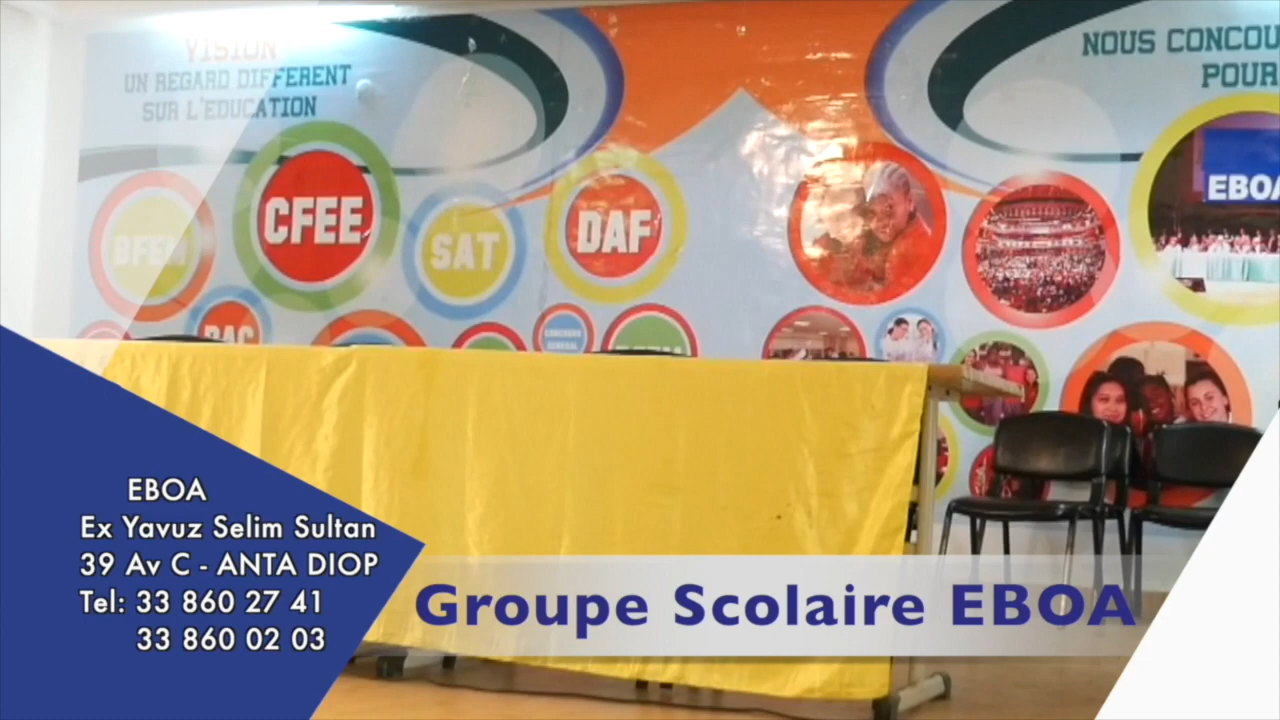 VISION
UN REGARD DIFFERENT
SUR L'EDUCATION
NOUS CONCOU
POUR
CFEE
BFEM
SAT
DAF
EBOA
BAC
EBOA
Ex Yavuz Selim Sultan
39 Av C - ANTA DIOP
Tel: 33 860 27 41
33 860 02 03
Groupe Scolaire EBOA